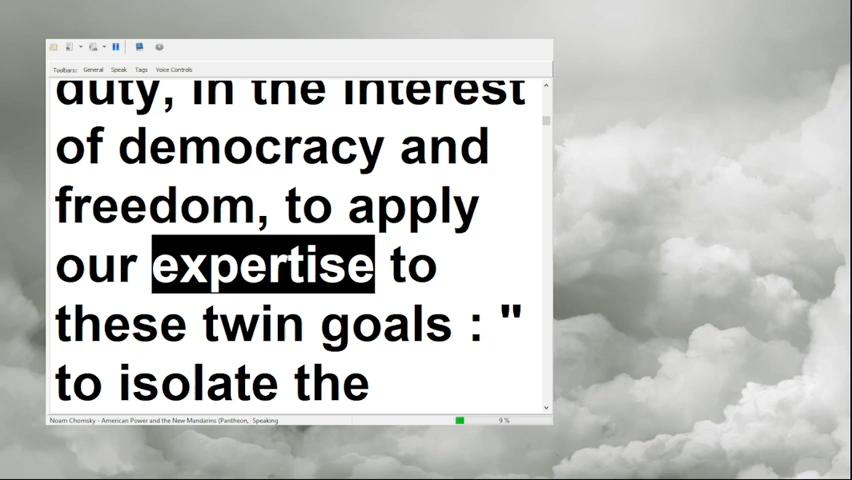 Toolbars: General Speak Tags Voice Controls
duty, in the interest
of democracy and
freedom, to apply
our expertise to
these twin goals : "
to isolate the
Noam Chomsky - American Power and the New Mandarins (Pantheon, Speaking 9 %